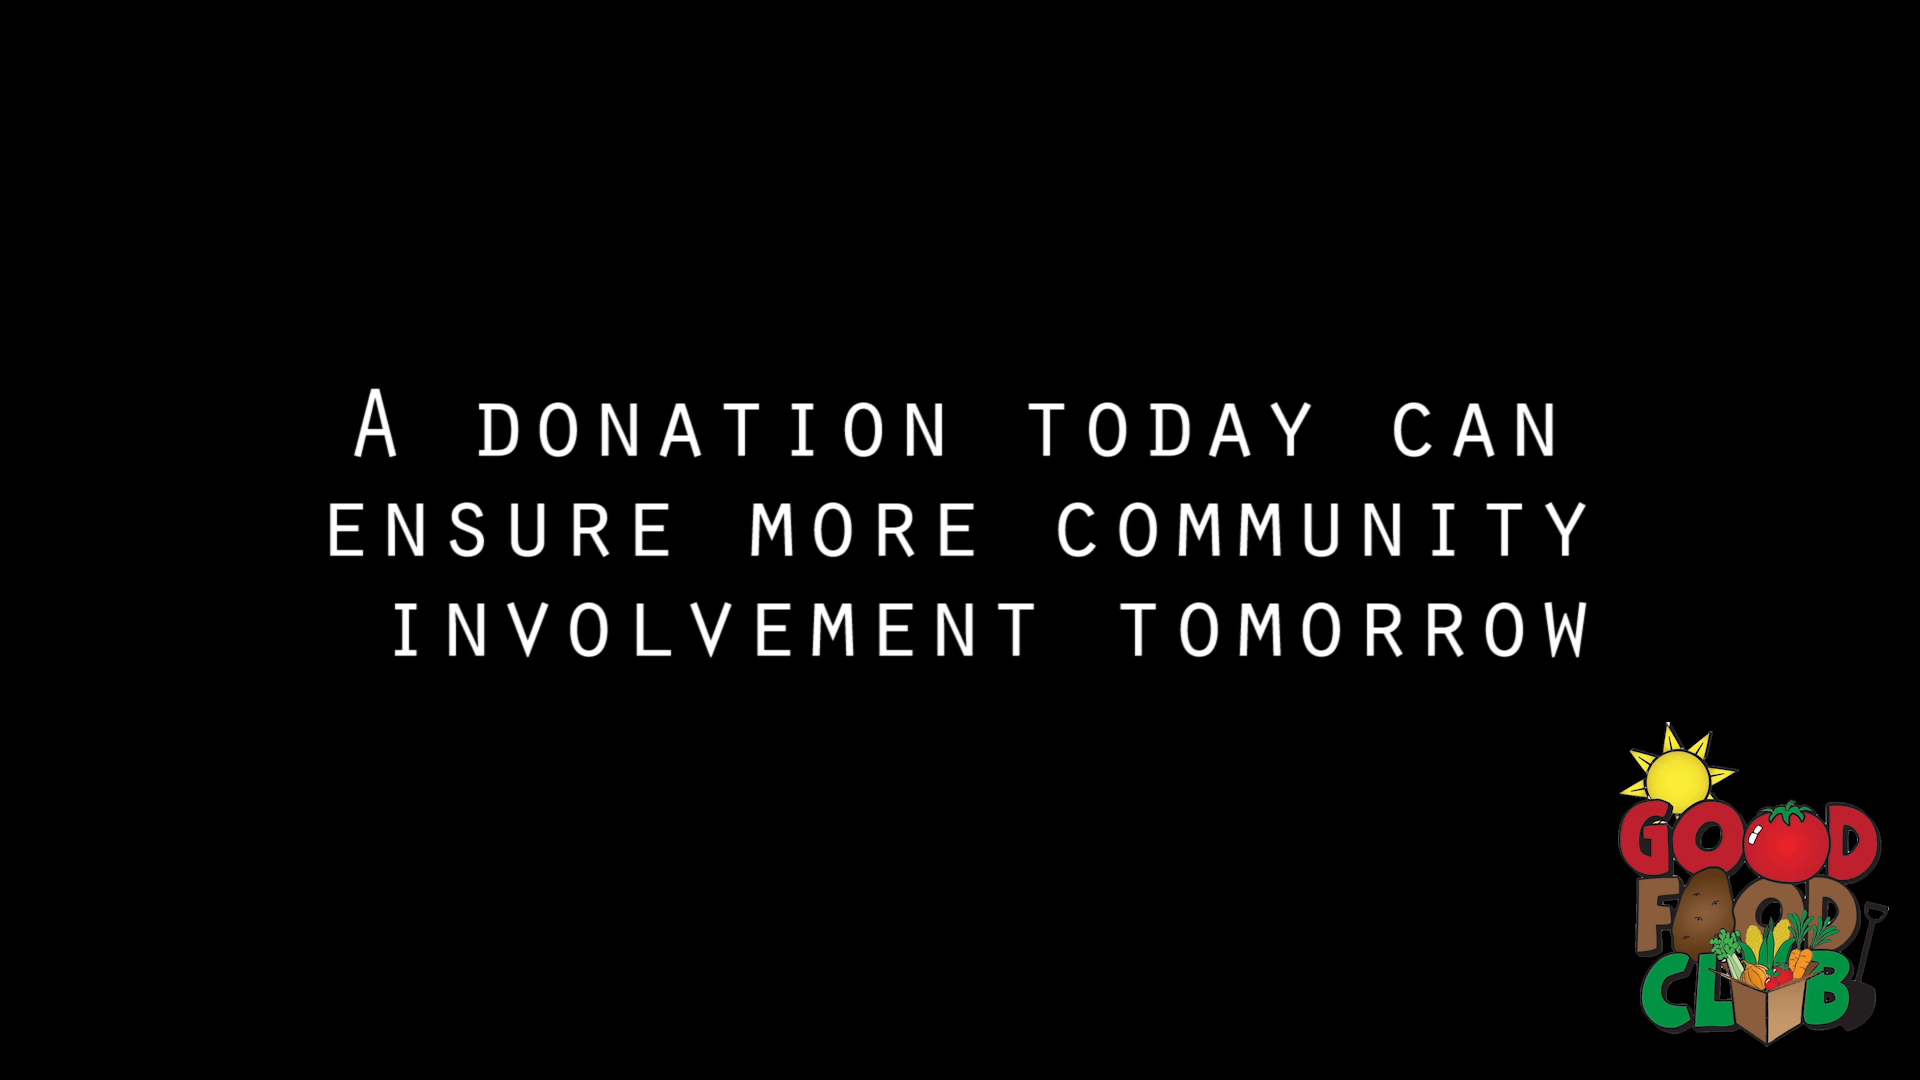 A DONATION TODAY CAN
ENSURE MORE COMMUNITY
INVOLVEMENT TOMORROW
GOOD
FOOD
CLUB